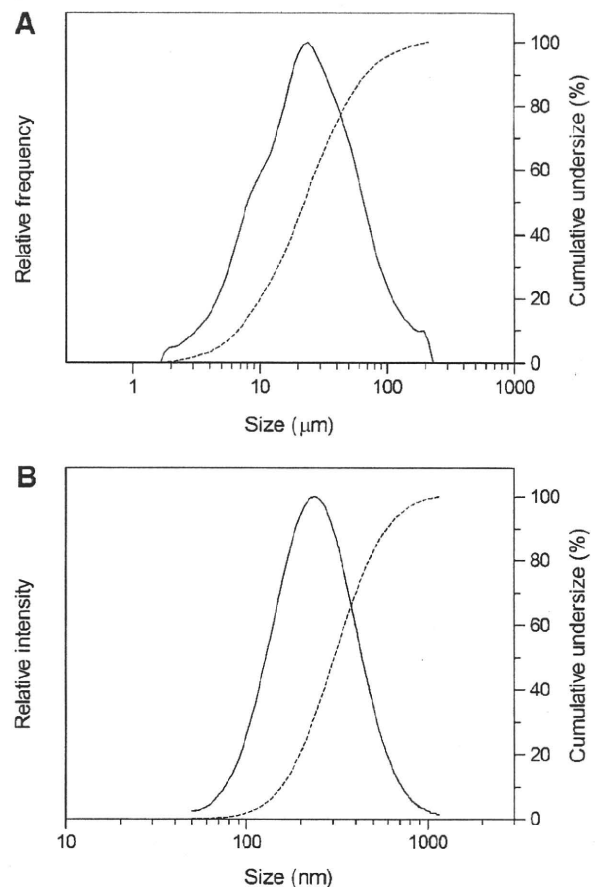 A
Relative frequency
100
80
60
40
20
0
Cumulative undersize (%)
1
10
100
1000
Size (μm)
B
Relative intensity
100
80
60
40
20
0
Cumulative undersize (%)
10
100
1000
Size (nm)